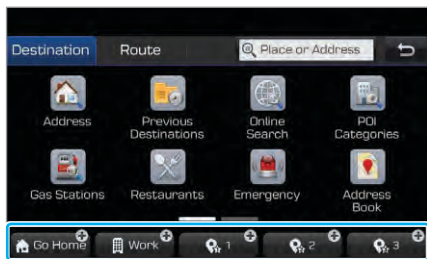 Destination Route Place or Address
Address Previous Destinations Online Search POI Categories
Gas Stations Restaurants Emergency Address Book
Go Home Work 1 2 3